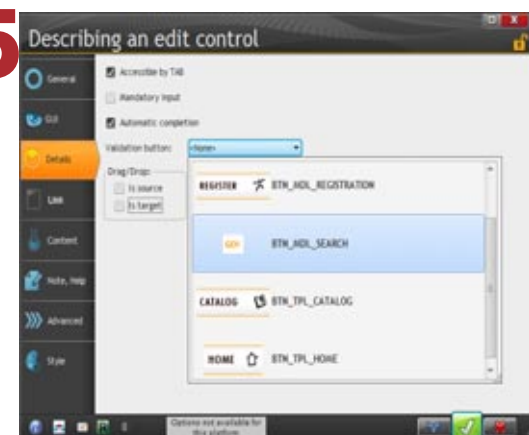 5
Describing an edit control
General
Accessible by TAB
Mandatory input
GUI
Automatic completion
Validation button: <None>
Details
Drag/Drop:
Is source
Is target
REGISTER BTN_MDL_REGISTRATION
Link
Content
GO! BTN_MDL_SEARCH
Note, Help
CATALOG BTN_TPL_CATALOG
Advanced
Style
HOME BTN_TPL_HOME
Options not available for
this platform